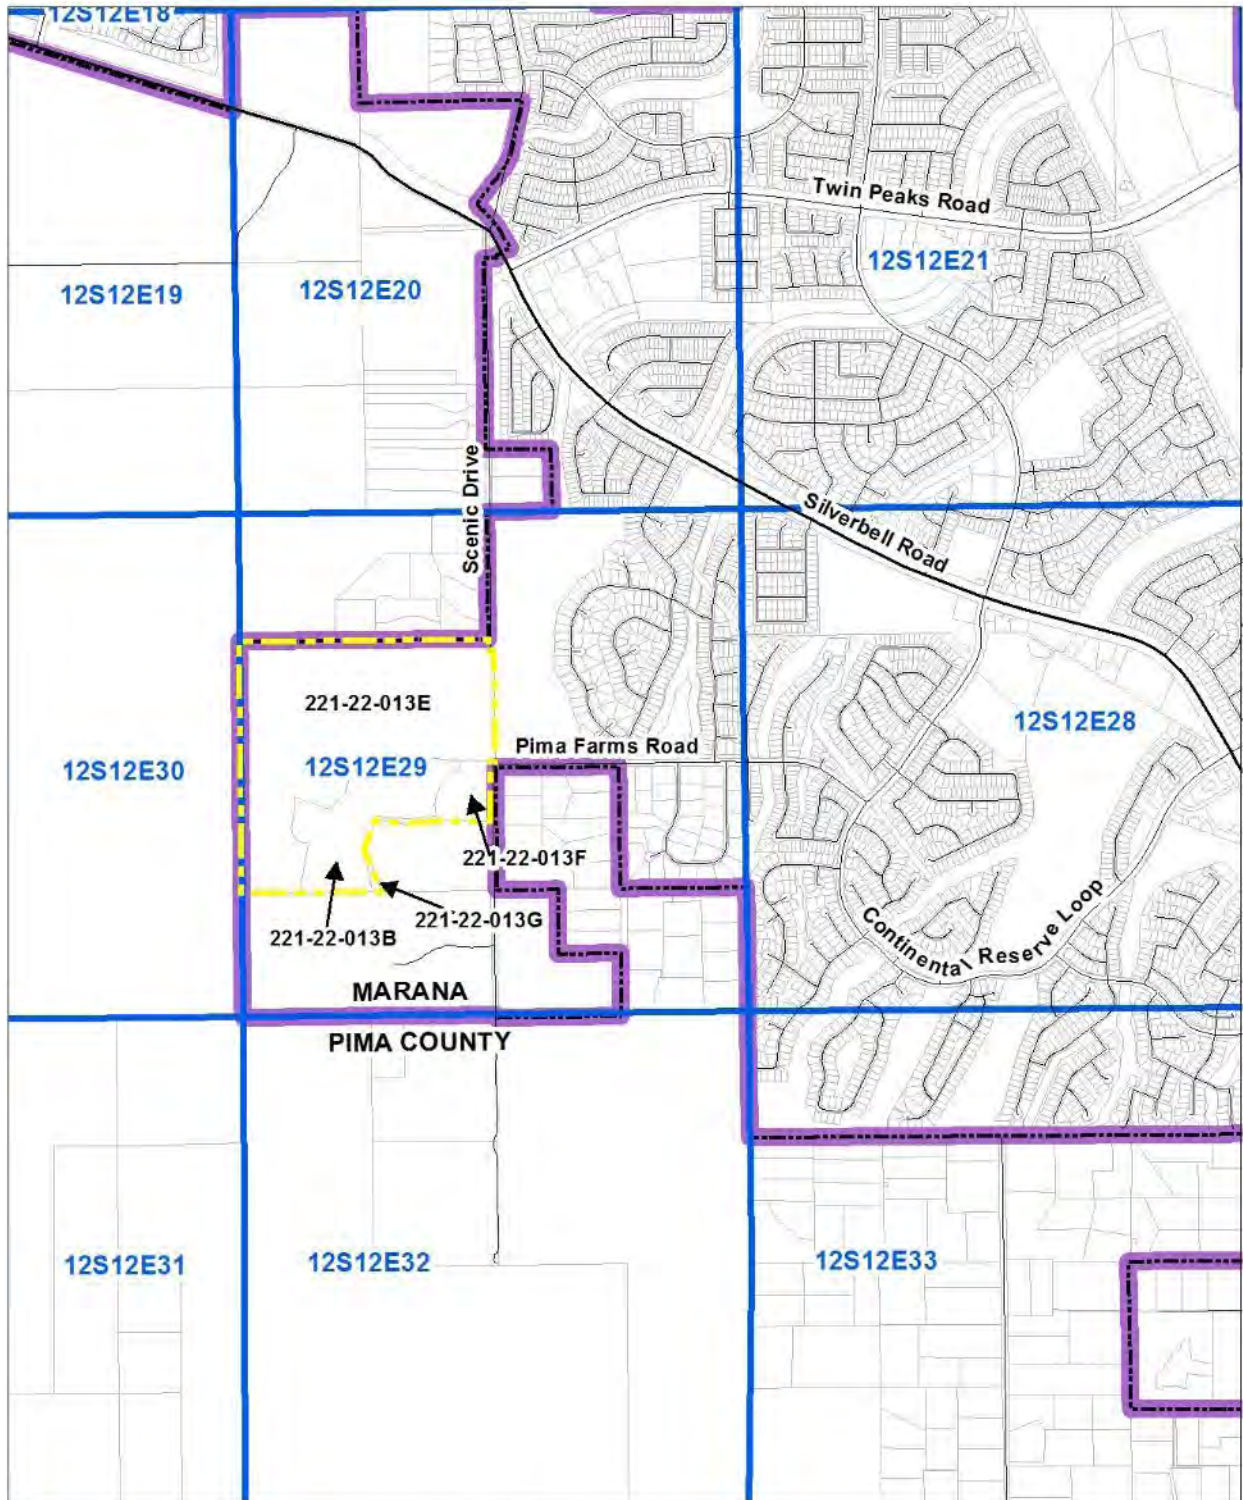 12S12E18
Twin Peaks Road
12S12E19
12S12E20
12S12E21
Scenic Drive
Silverbell Road
221-22-013E
12S12E28
Pima Farms Road
12S12E30
12S12E29
221-22-013F
221-22-013G
221-22-013B
Continental Reserve Loop
MARANA
PIMA COUNTY
12S12E31
12S12E32
12S12E33